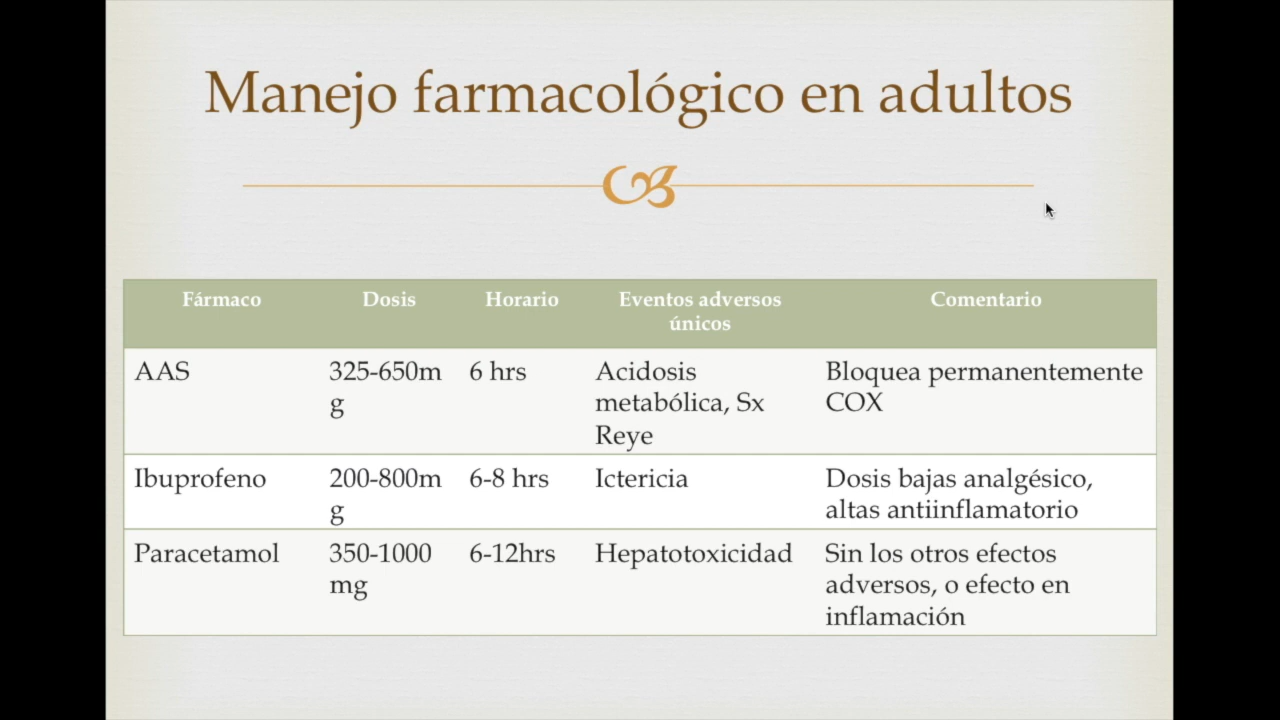 Manejo farmacológico en adultos
Fármaco Dosis Horario Eventos adversos únicos Comentario
AAS 325-650mg 6 hrs Acidosis metabólica, Sx Reye Bloquea permanentemente COX
Ibuprofeno 200-800mg 6-8 hrs Ictericia Dosis bajas analgésico, altas antiinflamatorio
Paracetamol 350-1000 mg 6-12hrs Hepatotoxicidad Sin los otros efectos adversos, o efecto en inflamación